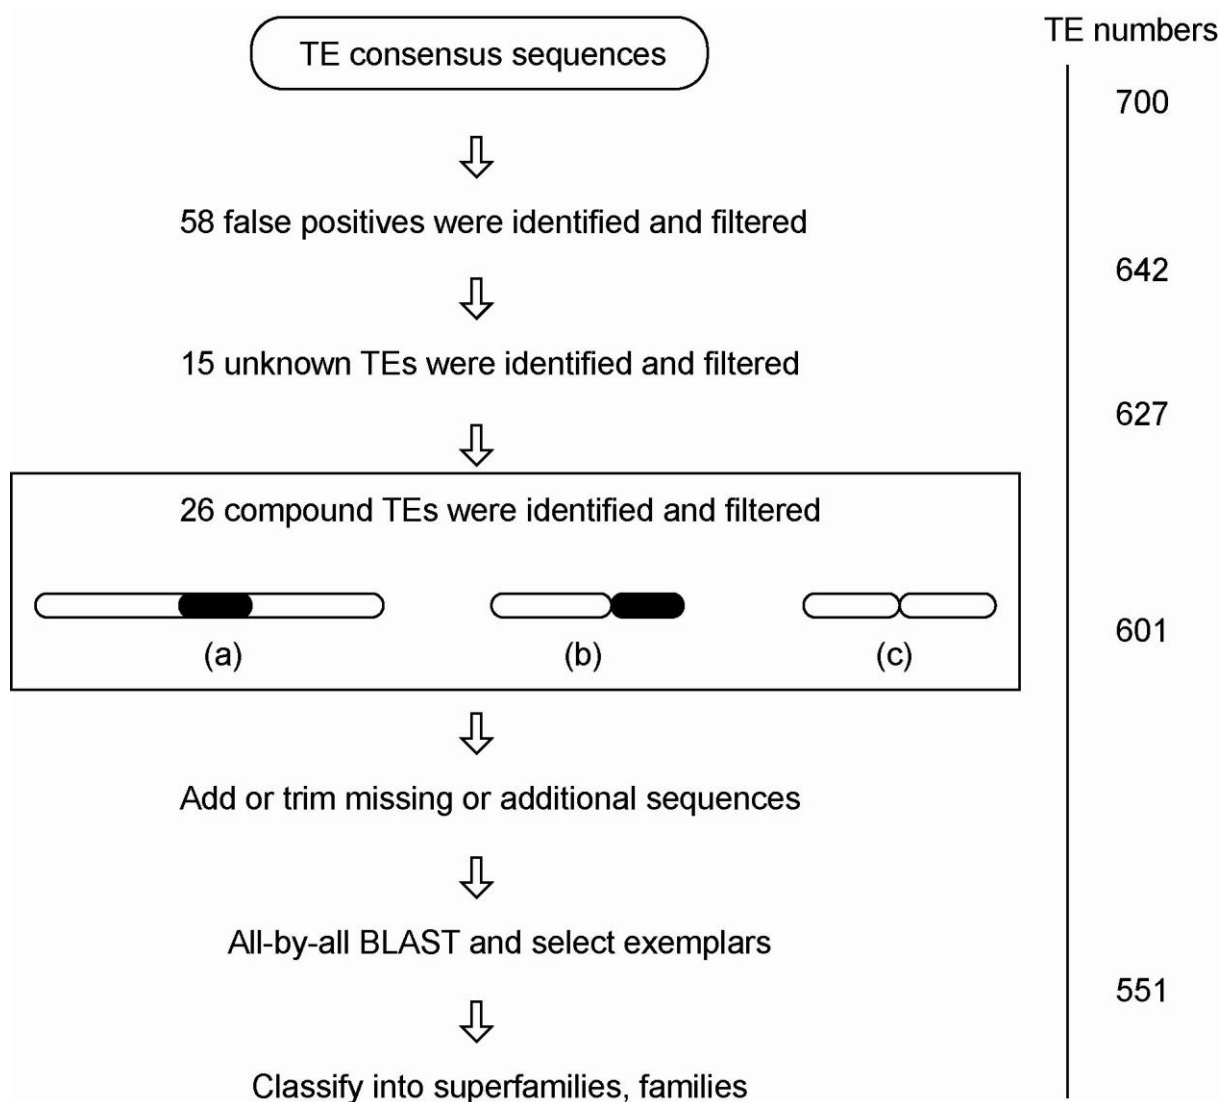 TE consensus sequences
TE numbers
700
58 false positives were identified and filtered
642
15 unknown TEs were identified and filtered
627
26 compound TEs were identified and filtered
(a) (b) (c)
601
Add or trim missing or additional sequences
All-by-all BLAST and select exemplars
551
Classify into superfamilies, families